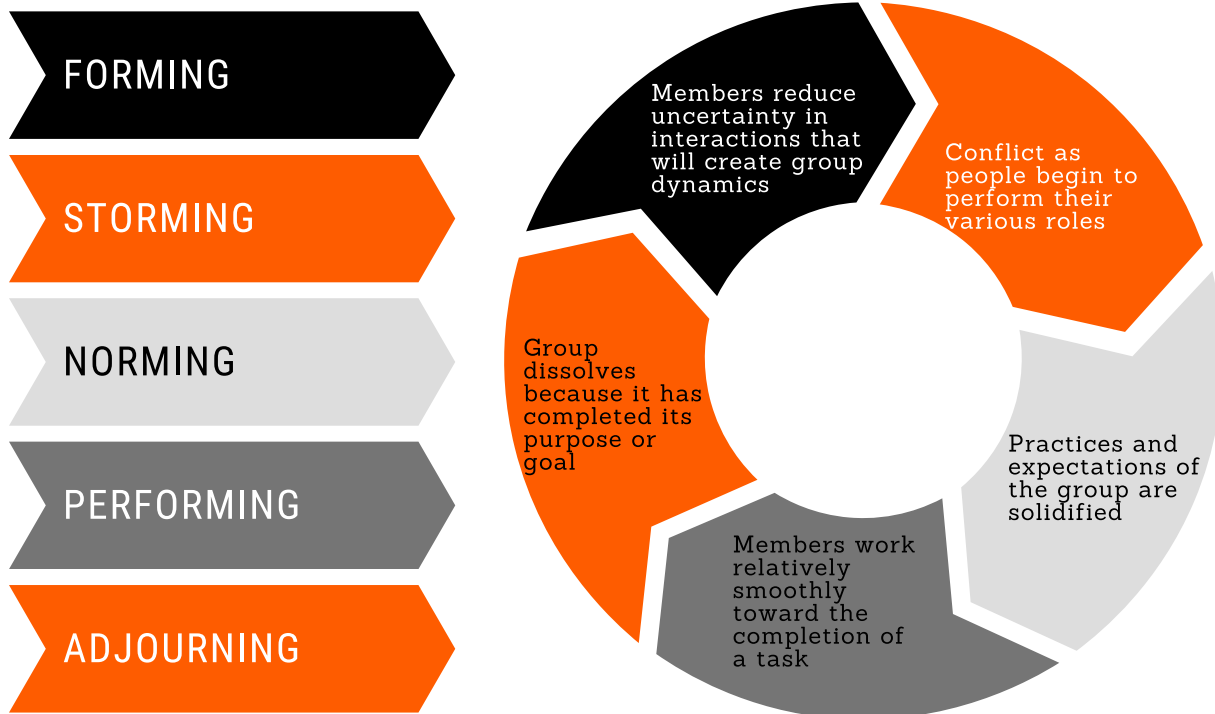 FORMING
STORMING
NORMING
PERFORMING
ADJOURNING
Members reduce
uncertainty in
interactions that
will create group
dynamics
Conflict as
people begin to
perform their
various roles
Practices and
expectations of
the group are
solidified
Members work
relatively
smoothly
toward the
completion of
a task
Group
dissolves
because it has
completed its
purpose or
goal